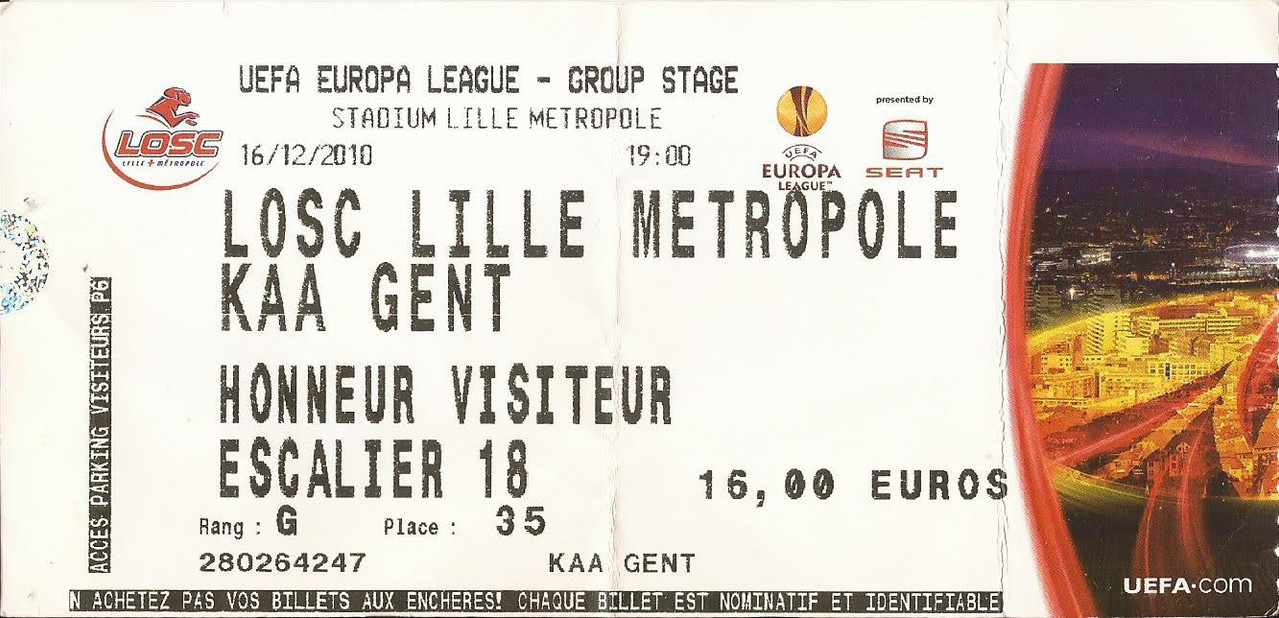 UEFA EUROPA LEAGUE - GROUP STAGE
STADIUM LILLE METROPOLE
16/12/2010 19:00
LOSC
LILLE MÉTROPOLE
UEFA
EUROPA
LEAGUE™
presented by
SEAT
LOSC LILLE METROPOLE
KAA GENT
HONNEUR VISITEUR
ESCALIER 18
16,00 EUROS
Rang : G Place : 35
280264247 KAA GENT
ACCES PARKING VISITEURS P6
N ACHETEZ PAS VOS BILLETS AUX ENCHERES! CHAQUE BILLET EST NOMINATIF ET IDENTIFIABLE
UEFA.com